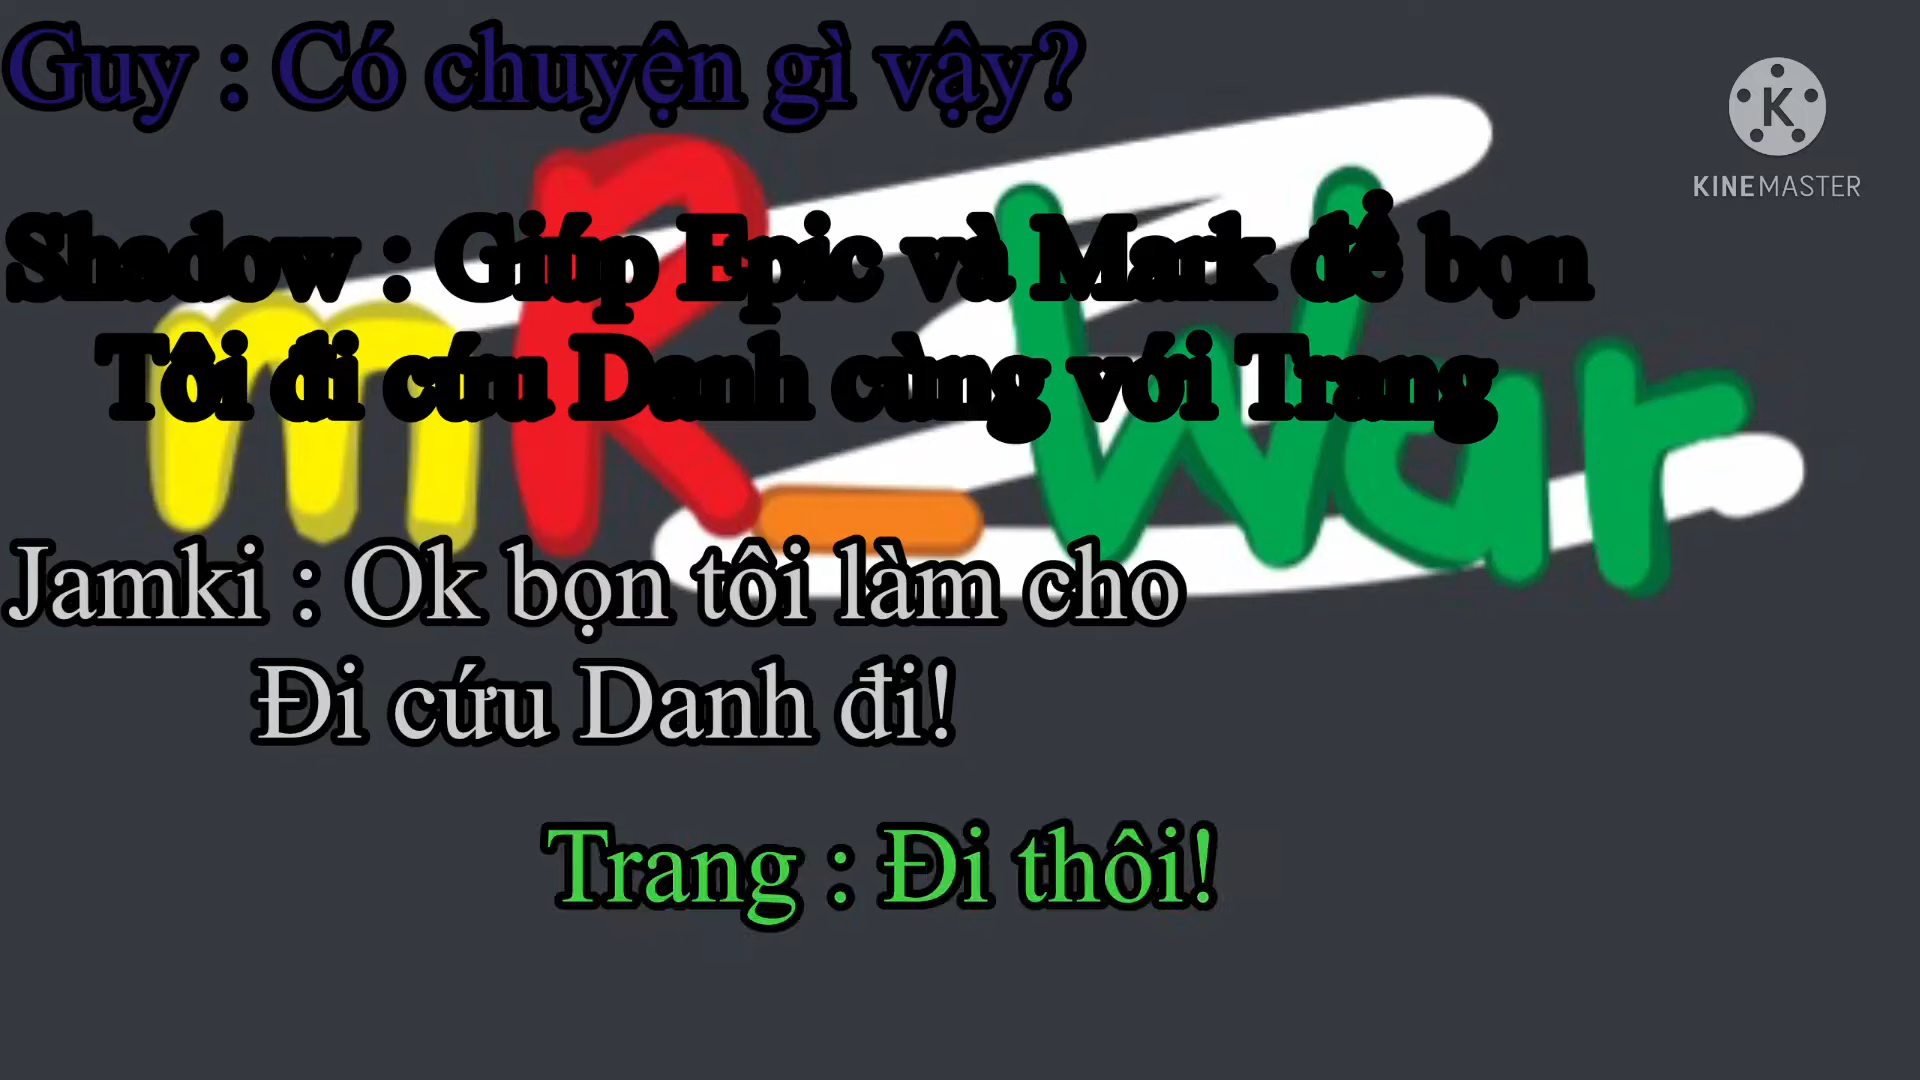 Guy : Có chuyện gì vậy?
KINEMASTER
Shadow : Giúp Epic và Mark để bọn
Tôi đi cứu Danh cùng với Trang
mR_War
Jamki : Ok bọn tôi làm cho
Đi cứu Danh đi!
Trang : Đi thôi!